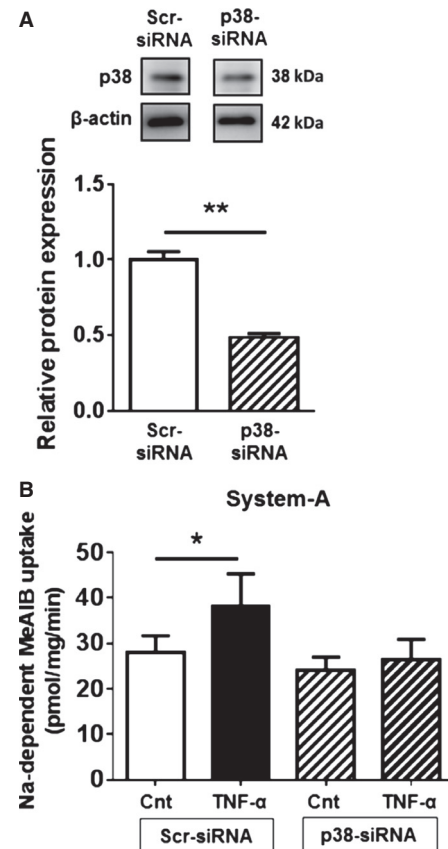 A
Scr-
siRNA
p38-
siRNA
p38
38 kDa
β-actin
42 kDa
Relative protein expression
1.5
1.0
0.5
0.0
**
Scr-
siRNA
p38-
siRNA
B
System-A
Na-dependent MeAIB uptake
(pmol/mg/min)
50
40
30
20
10
0
*
Cnt TNF-α Cnt TNF-α
Scr-siRNA p38-siRNA